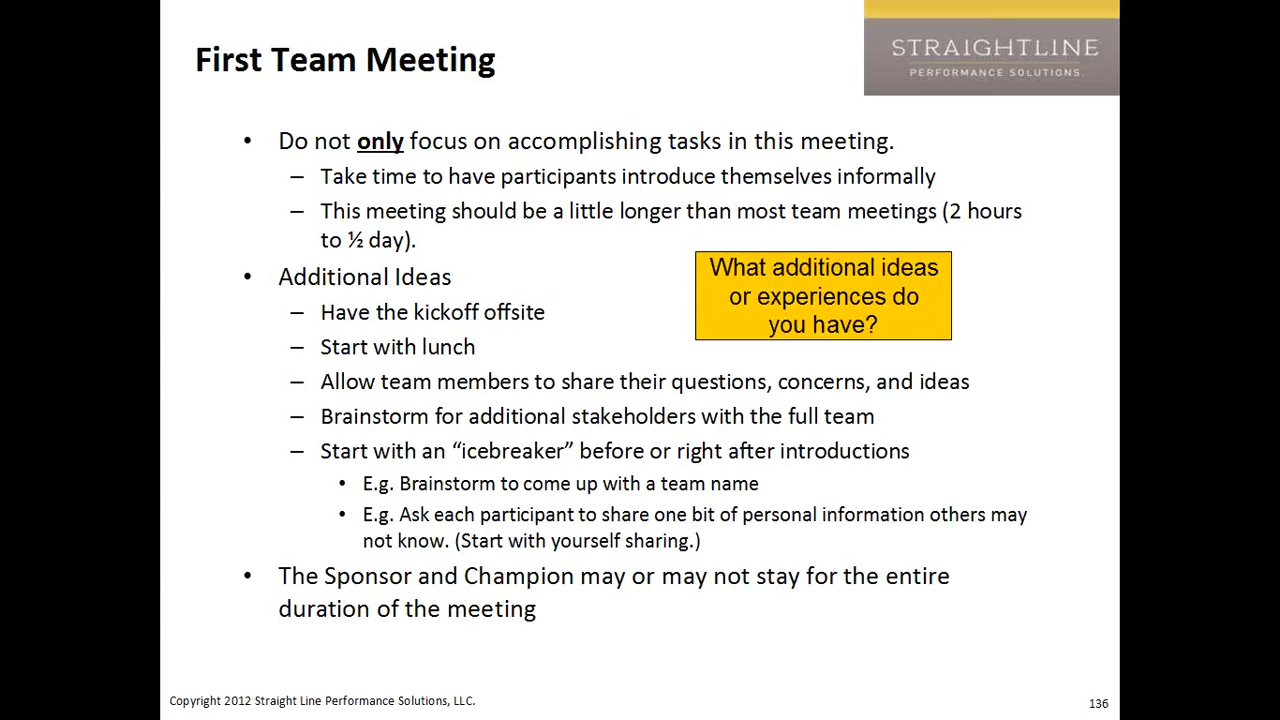 First Team Meeting
STRAIGHTLINE
PERFORMANCE SOLUTIONS.
• Do not only focus on accomplishing tasks in this meeting.
– Take time to have participants introduce themselves informally
– This meeting should be a little longer than most team meetings (2 hours
to ½ day).
• Additional Ideas
What additional ideas
or experiences do
you have?
– Have the kickoff offsite
– Start with lunch
– Allow team members to share their questions, concerns, and ideas
– Brainstorm for additional stakeholders with the full team
– Start with an “icebreaker” before or right after introductions
• E.g. Brainstorm to come up with a team name
• E.g. Ask each participant to share one bit of personal information others may
not know. (Start with yourself sharing.)
• The Sponsor and Champion may or may not stay for the entire
duration of the meeting
Copyright 2012 Straight Line Performance Solutions, LLC.
136